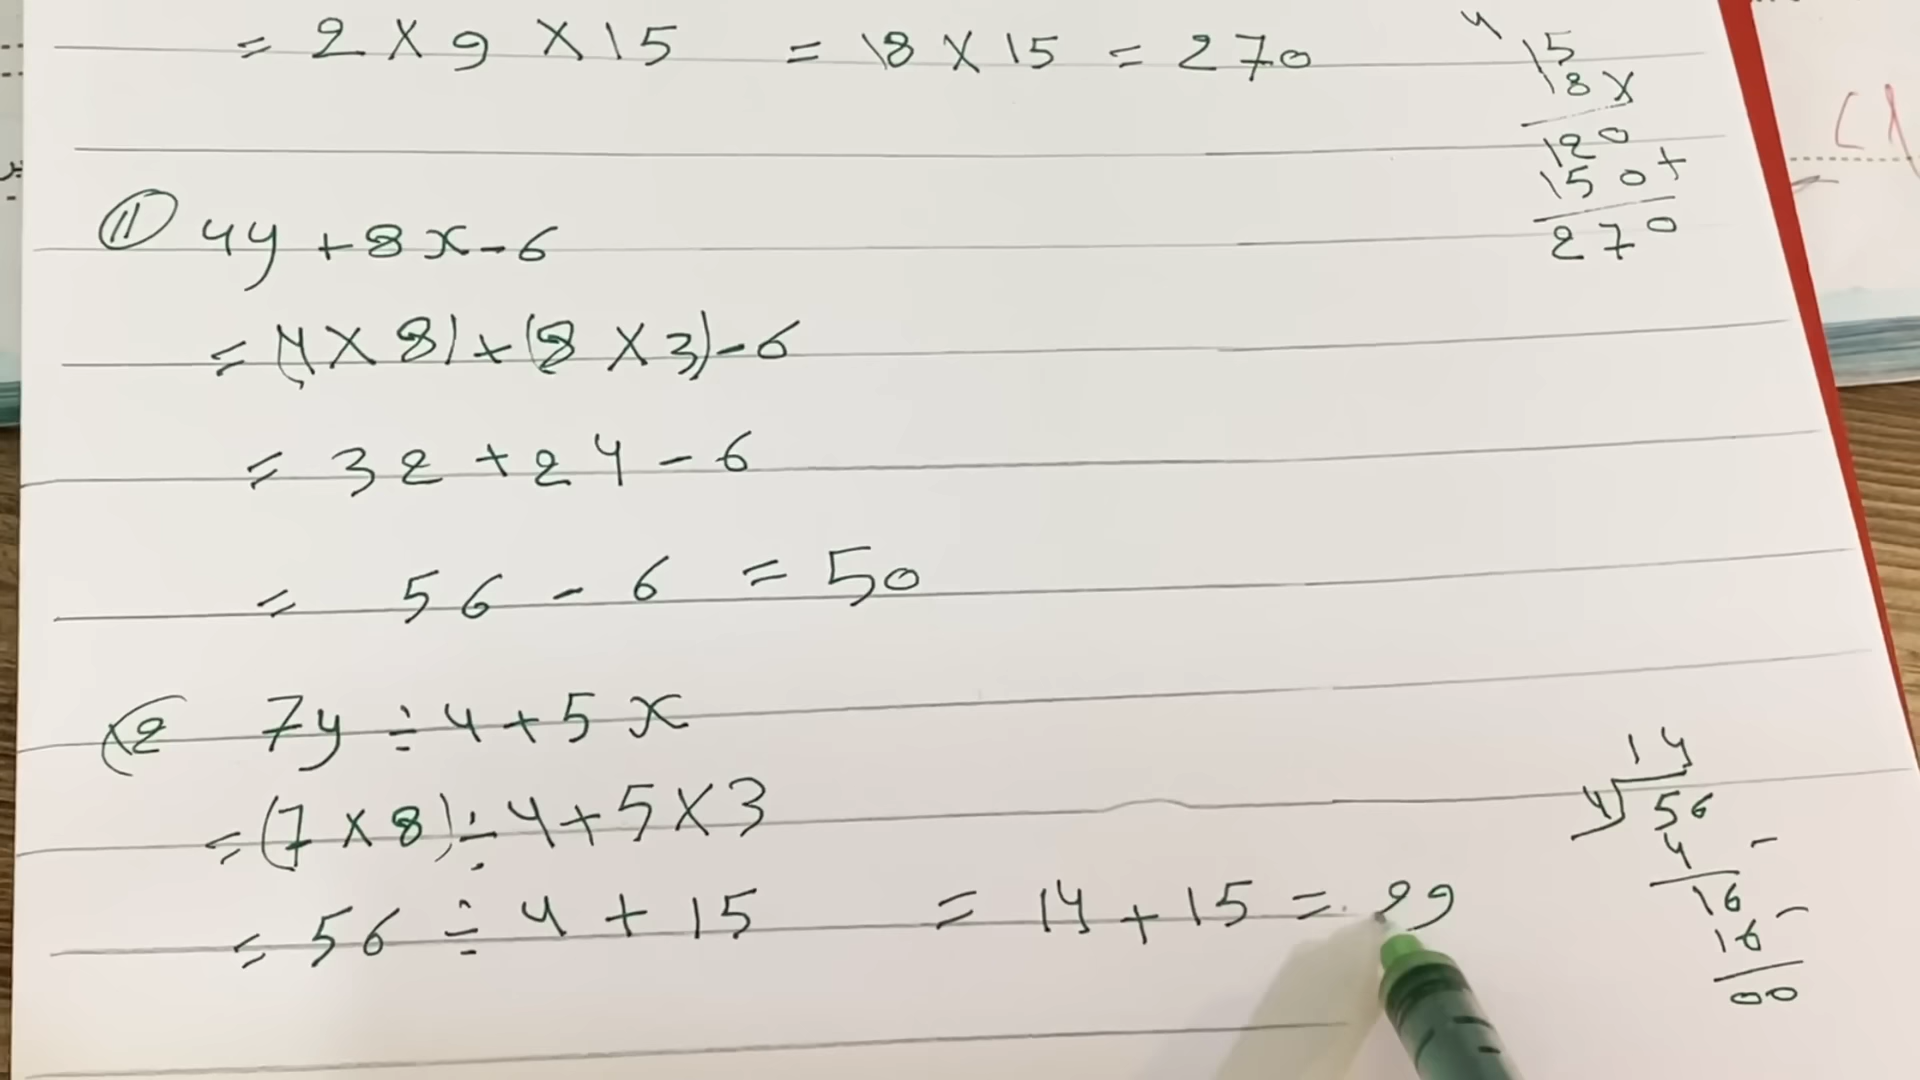 = 2 × 9 × 15 = 18 × 15 = 270
4
15
18 ×
120
150 +
270
11 4y + 8x - 6
= (4 × 8) + (8 × 3) - 6
= 32 + 24 - 6
= 56 - 6 = 50
12 7y ÷ 4 + 5x
= (7 × 8) ÷ 4 + 5 × 3
= 56 ÷ 4 + 15 = 14 + 15 = 29
14
4 56
4 -
16 -
16
00